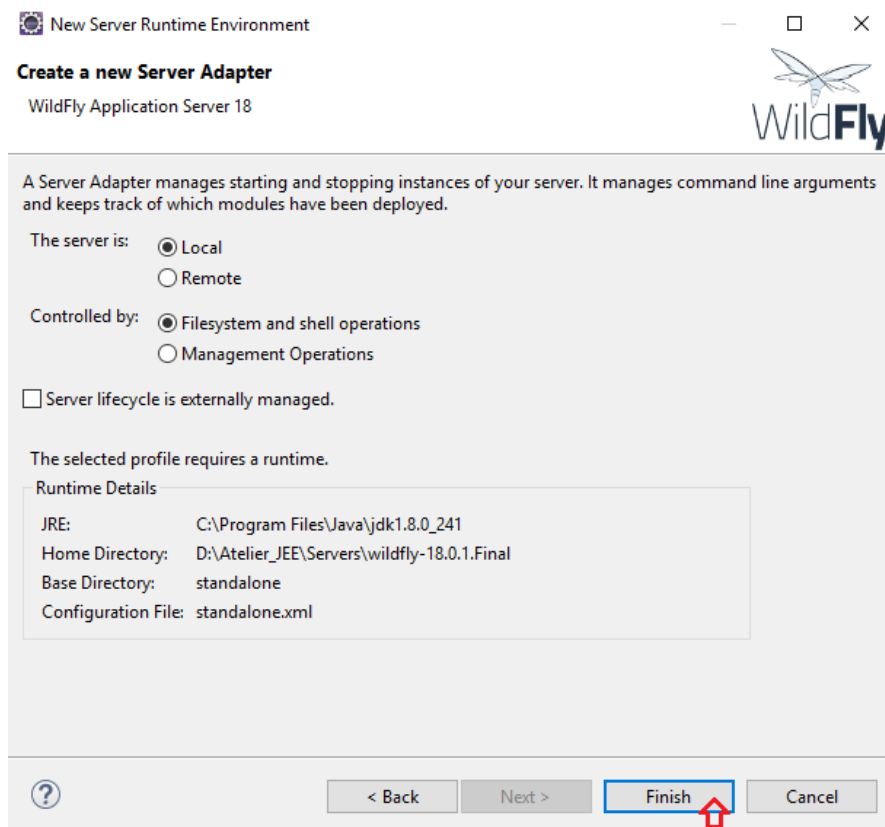 New Server Runtime Environment
Create a new Server Adapter
WildFly Application Server 18
WildFly
A Server Adapter manages starting and stopping instances of your server. It manages command line arguments
and keeps track of which modules have been deployed.
The server is:
Local
Remote
Controlled by:
Filesystem and shell operations
Management Operations
Server lifecycle is externally managed.
The selected profile requires a runtime.
Runtime Details
JRE: C:\Program Files\Java\jdk1.8.0_241
Home Directory: D:\Atelier_JEE\Servers\wildfly-18.0.1.Final
Base Directory: standalone
Configuration File: standalone.xml
? < Back Next > Finish Cancel